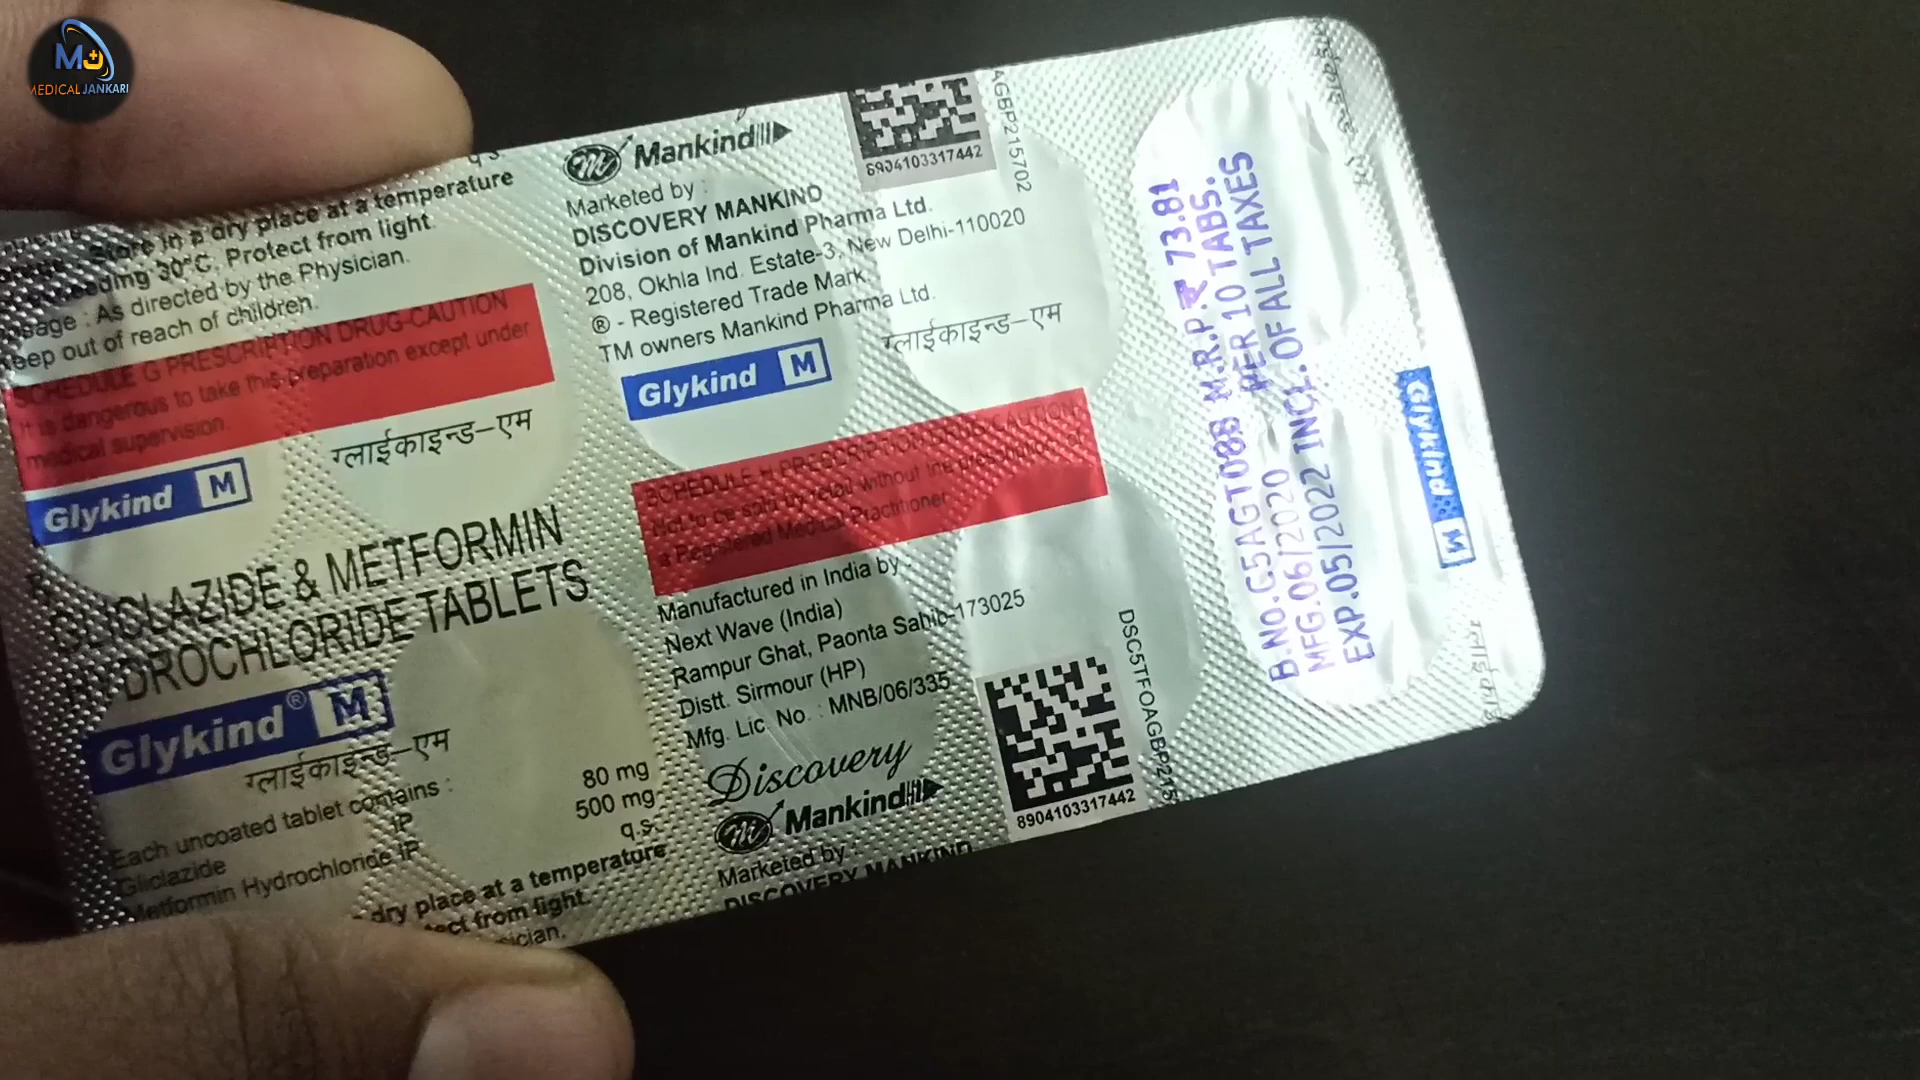 MEDICAL JANKARI
q.s.
Store in a dry place at a temperature
30°C. Protect from light.
: As directed by the Physician.
Keep out of reach of children.
SCHEDULE G PRESCRIPTION DRUG-CAUTION
It is dangerous to take this preparation except under
medical supervision.
Glykind M
ग्लाईकाइन्ड-एम
GLICLAZIDE & METFORMIN
HYDROCHLORIDE TABLETS
Glykind® M
ग्लाईकाइन्ड-एम
Each uncoated tablet contains :
Gliclazide IP 80 mg
Metformin Hydrochloride IP 500 mg
q.s.
dry place at a temperature
from light.
Mankind
Marketed by :
DISCOVERY MANKIND
Division of Mankind Pharma Ltd.
208, Okhla Ind. Estate-3, New Delhi-110020
® - Registered Trade Mark.
TM owners Mankind Pharma Ltd.
Glykind M
ग्लाईकाइन्ड-एम
SCHEDULE H PRESCRIPTION DRUG-CAUTION
Not to be sold by retail without the prescription of
a Registered Medical Practitioner
Manufactured in India by :
Next Wave (India)
Rampur Ghat, Paonta Sahib-173025
Distt. Sirmour (HP)
Mfg. Lic. No. : MNB/06/335
Discovery
Mankind
Marketed by :
DISCOVERY MANKIND
8904103317442
AGBP215702
8904103317442
DSC5TFOAGBP215
B.NO.C5AGT088 M.R.P.₹ 73.81
MFG.06/2020 PER 10 TABS.
EXP.05/2022 INCL.OF ALL TAXES
Glykind M